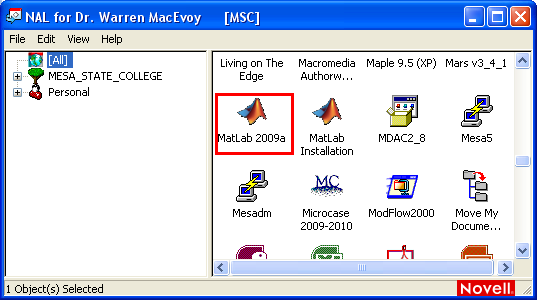 NAL for Dr. Warren MacEvoy [MSC]
File Edit View Help
[All]
MESA_STATE_COLLEGE
Personal
Living on The Edge
Macromedia Authorw...
Maple 9.5 (XP)
Mars v3_4_1
MatLab 2009a
MatLab Installation
MDAC2_8
Mesa5
Mesadm
MC
Microcase 2009-2010
ModFlow2000
Move My Docume...
1 Object(s) Selected
Novell